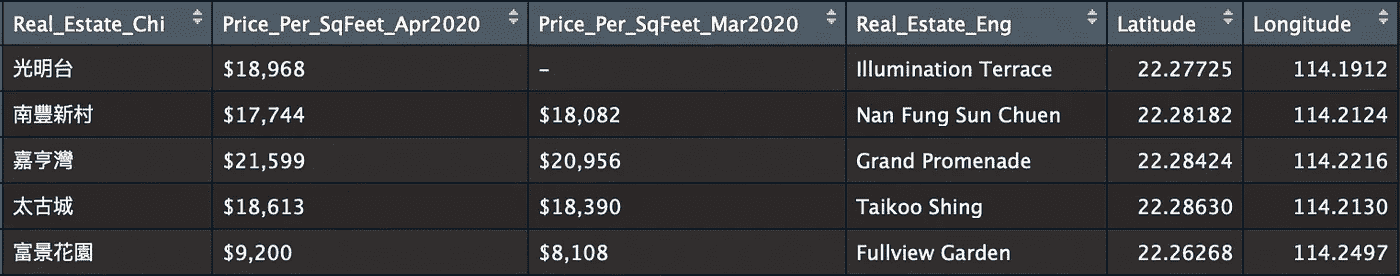 Real_Estate_Chi Price_Per_SqFeet_Apr2020 Price_Per_SqFeet_Mar2020 Real_Estate_Eng Latitude Longitude
光明台 $18,968 – Illumination Terrace 22.27725 114.1912
南豐新村 $17,744 $18,082 Nan Fung Sun Chuen 22.28182 114.2124
嘉亨灣 $21,599 $20,956 Grand Promenade 22.28424 114.2216
太古城 $18,613 $18,390 Taikoo Shing 22.28630 114.2130
富景花園 $9,200 $8,108 Fullview Garden 22.26268 114.2497